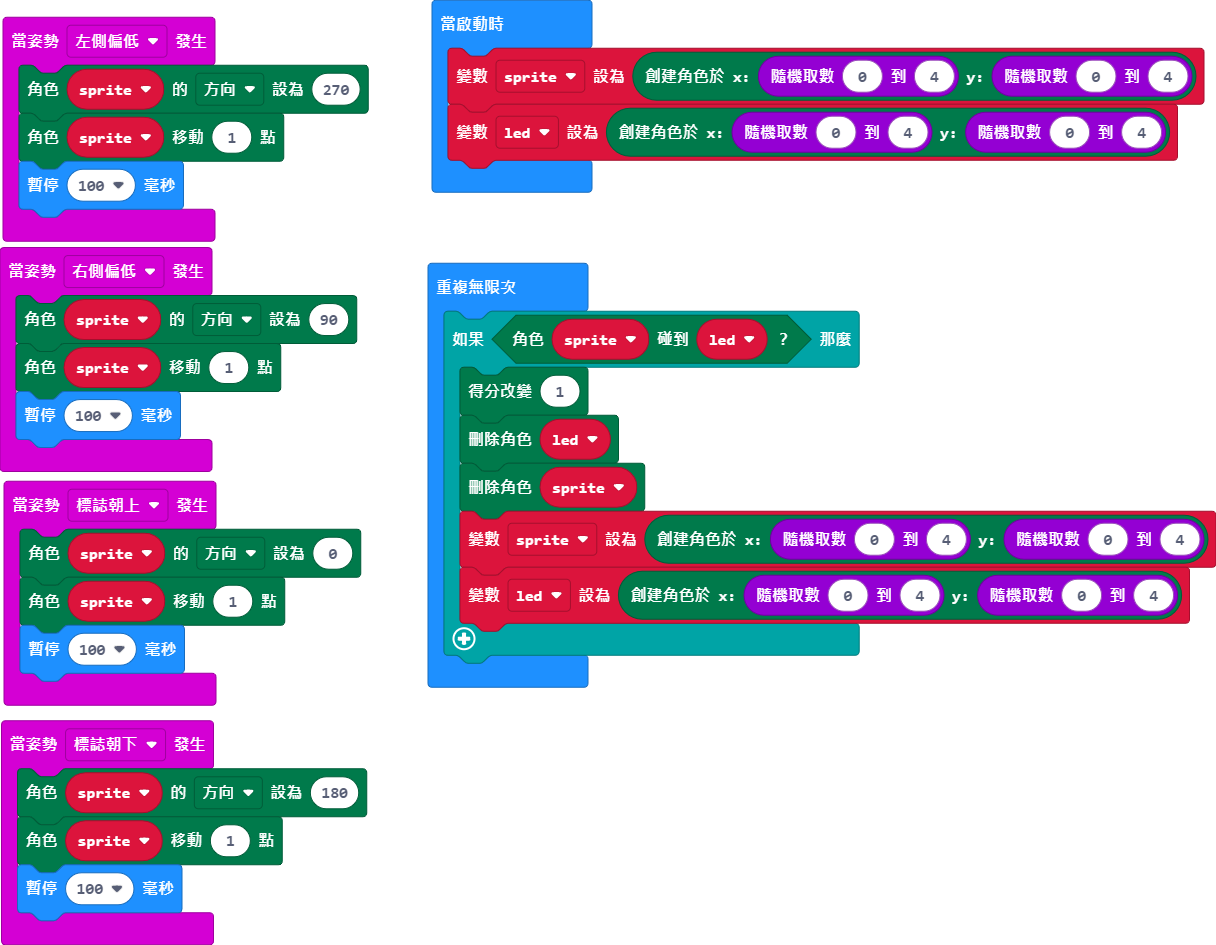 當姿勢 左側偏低 發生
角色 sprite 的 方向 設為 270
角色 sprite 移動 1 點
暫停 100 毫秒
當姿勢 右側偏低 發生
角色 sprite 的 方向 設為 90
角色 sprite 移動 1 點
暫停 100 毫秒
當姿勢 標誌朝上 發生
角色 sprite 的 方向 設為 0
角色 sprite 移動 1 點
暫停 100 毫秒
當姿勢 標誌朝下 發生
角色 sprite 的 方向 設為 180
角色 sprite 移動 1 點
暫停 100 毫秒
當啟動時
變數 sprite 設為 創建角色於 x: 隨機取數 0 到 4 y: 隨機取數 0 到 4
變數 led 設為 創建角色於 x: 隨機取數 0 到 4 y: 隨機取數 0 到 4
重複無限次
如果 角色 sprite 碰到 led ? 那麼
得分改變 1
刪除角色 led
刪除角色 sprite
變數 sprite 設為 創建角色於 x: 隨機取數 0 到 4 y: 隨機取數 0 到 4
變數 led 設為 創建角色於 x: 隨機取數 0 到 4 y: 隨機取數 0 到 4